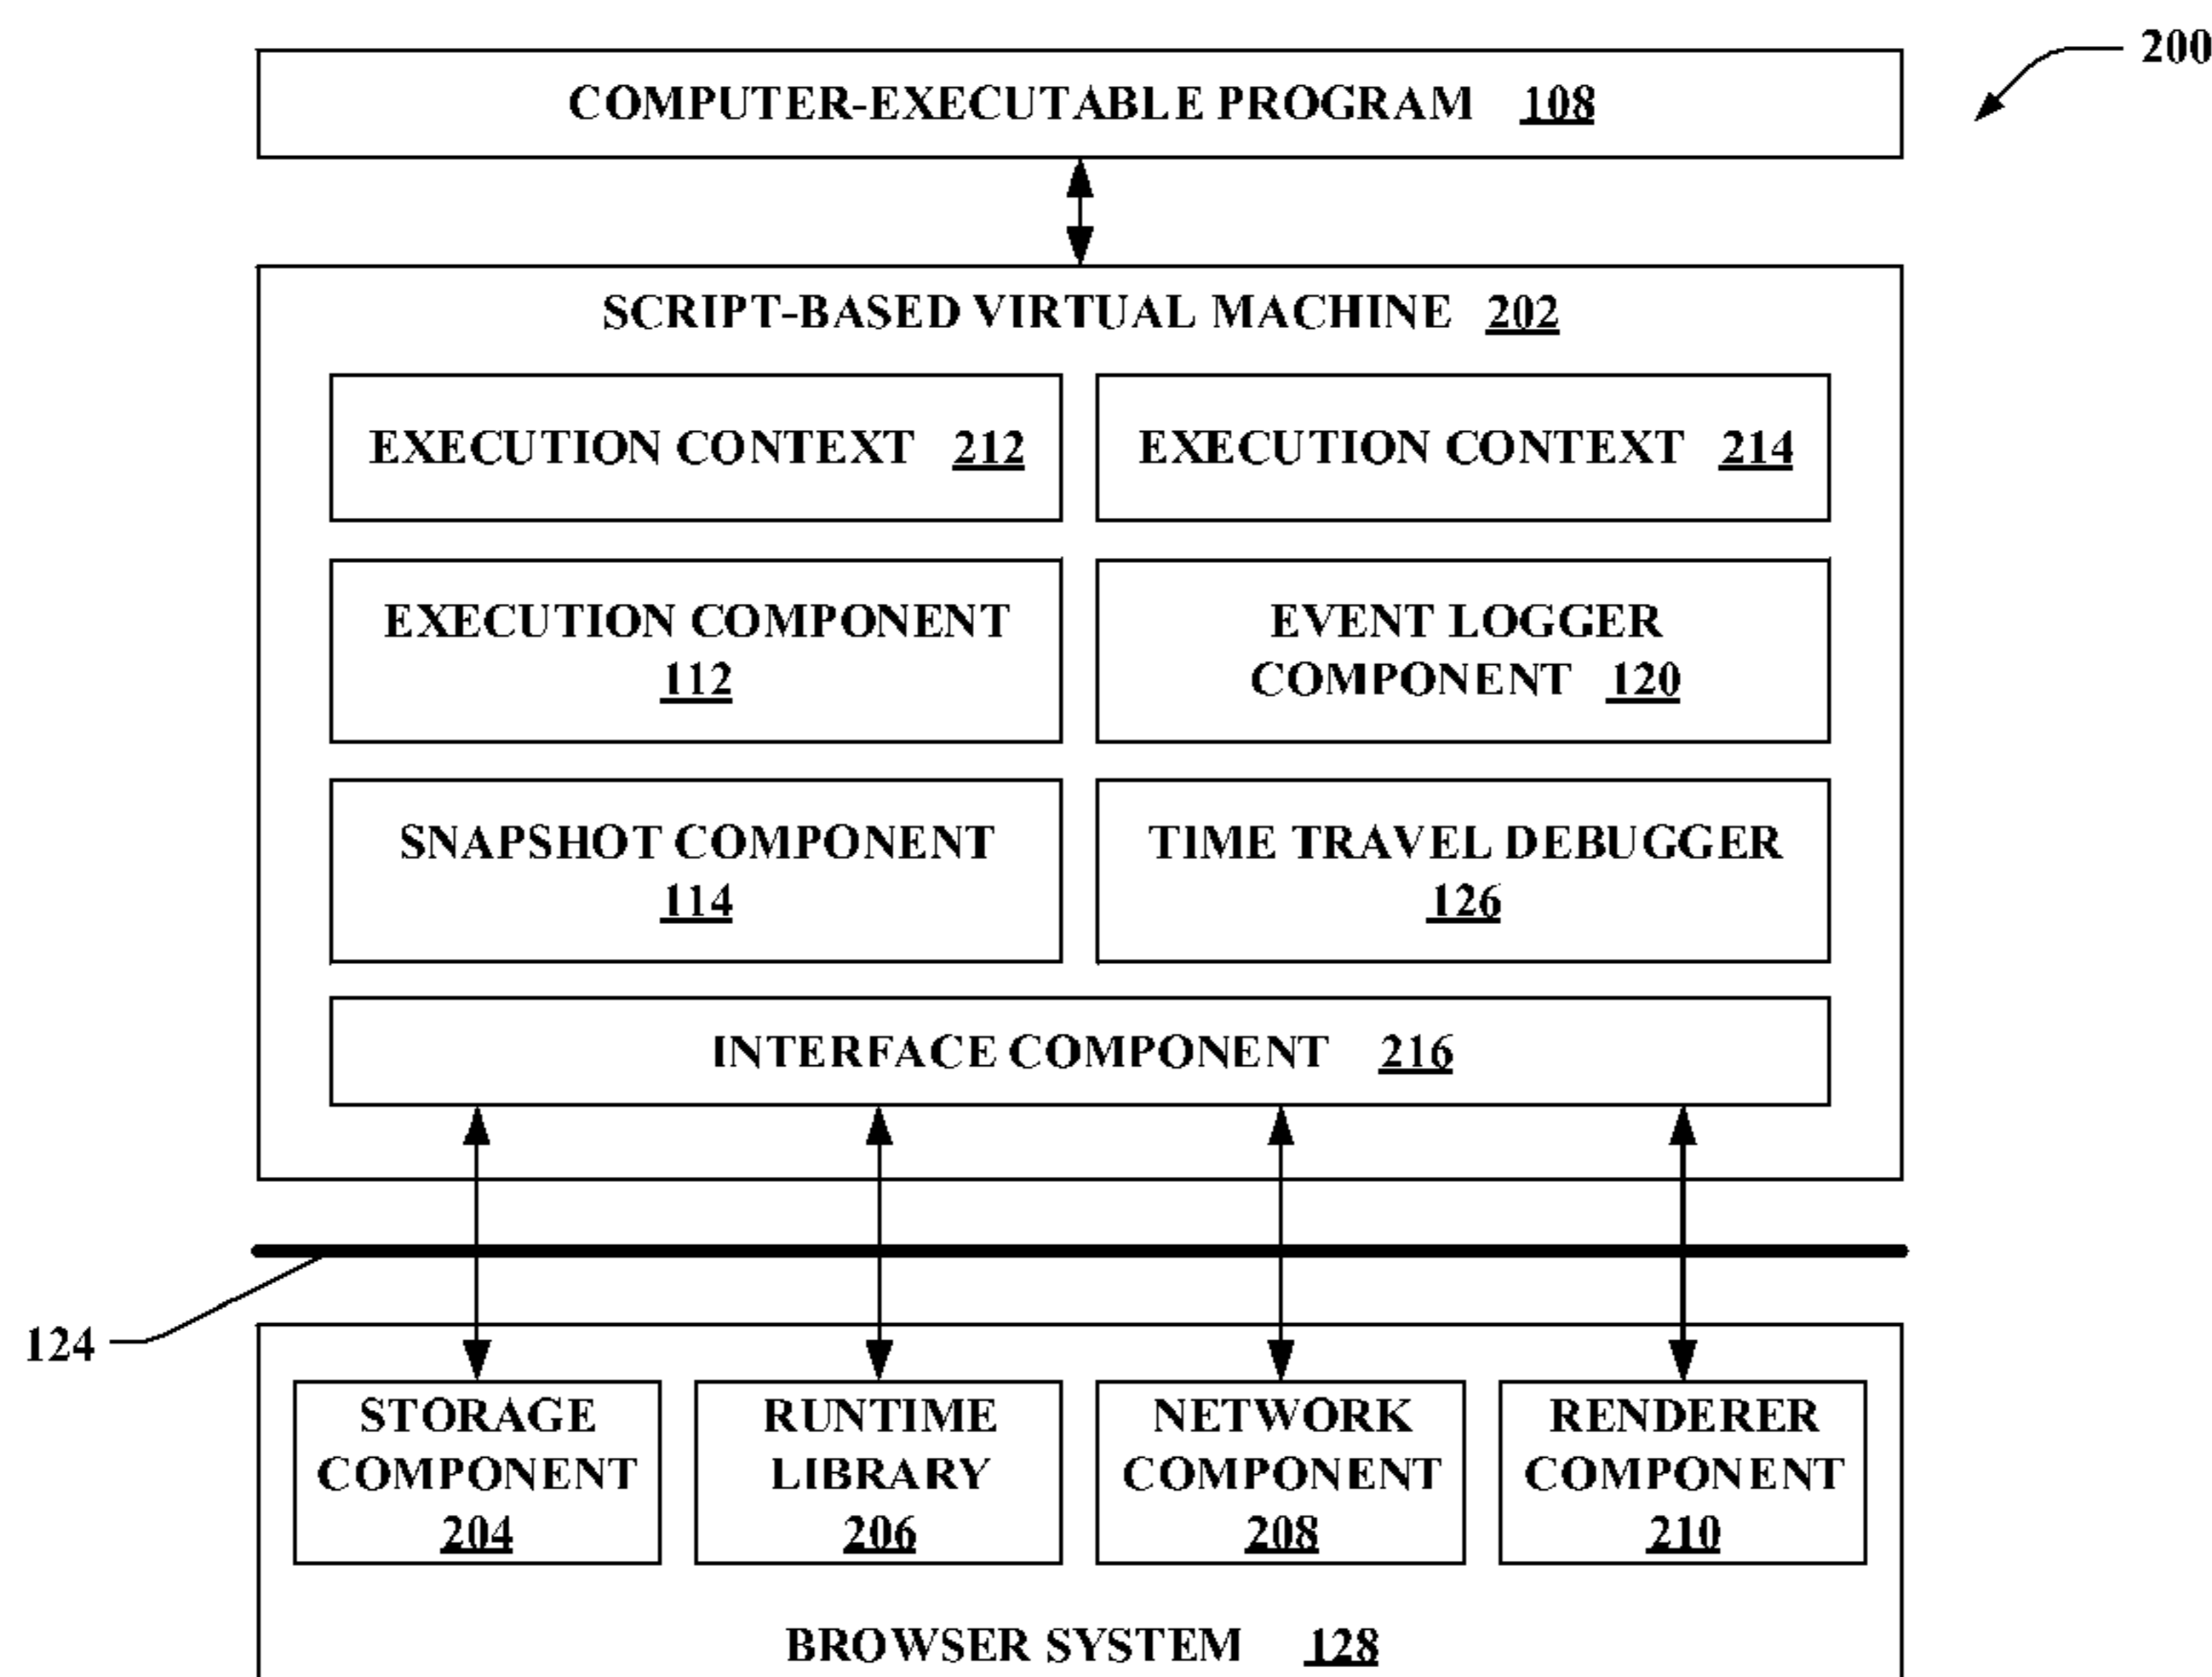 200
COMPUTER-EXECUTABLE PROGRAM 108
SCRIPT-BASED VIRTUAL MACHINE 202
EXECUTION CONTEXT 212
EXECUTION CONTEXT 214
EXECUTION COMPONENT
112
EVENT LOGGER
COMPONENT 120
SNAPSHOT COMPONENT
114
TIME TRAVEL DEBUGGER
126
INTERFACE COMPONENT 216
124
STORAGE
COMPONENT
204
RUNTIME
LIBRARY
206
NETWORK
COMPONENT
208
RENDERER
COMPONENT
210
BROWSER SYSTEM 128